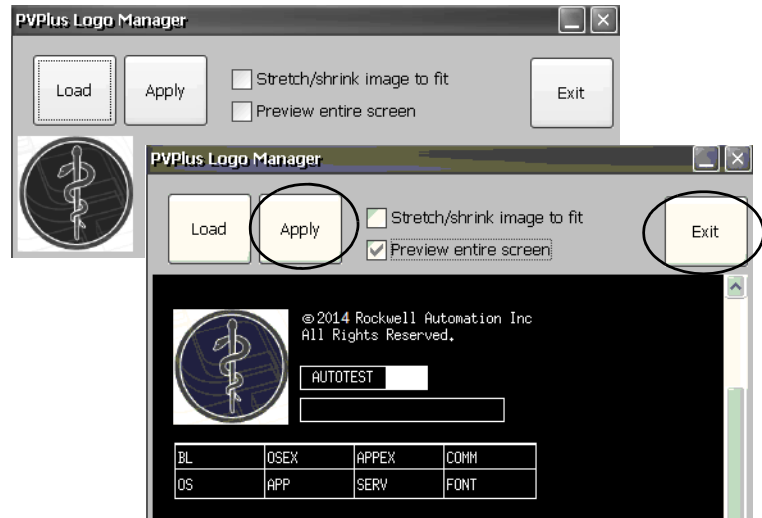 PVPlus Logo Manager
Load
Apply
Stretch/shrink image to fit
Preview entire screen
Exit
PVPlus Logo Manager
Load
Apply
Stretch/shrink image to fit
Preview entire screen
Exit
©2014 Rockwell Automation Inc
All Rights Reserved.
AUTOTEST
BL OSEX APPEX COMM
OS APP SERV FONT